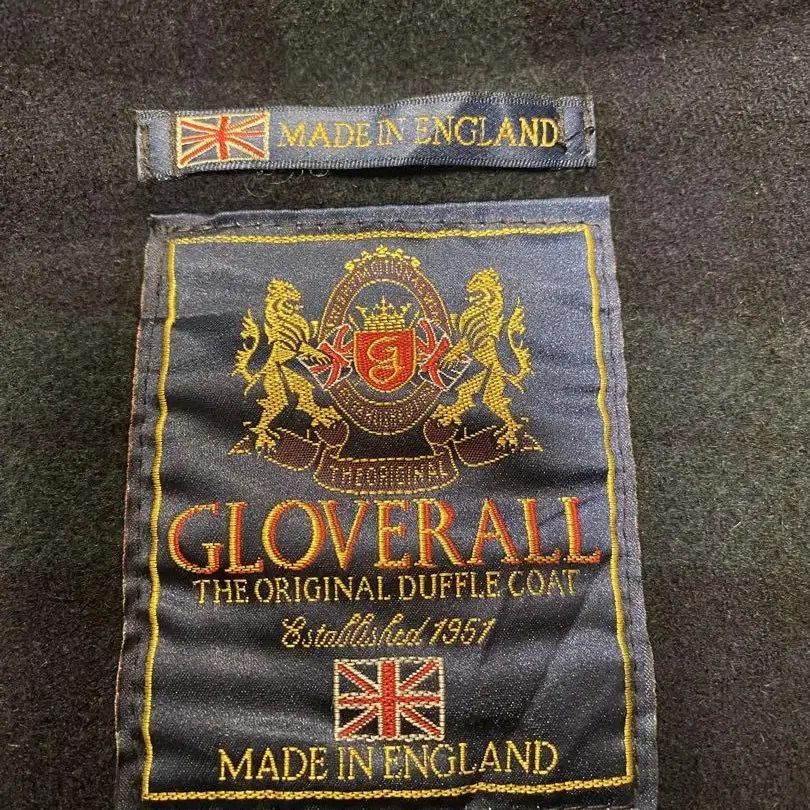 MADE IN ENGLAND
G
THE ORIGINAL
GLOVERALL
THE ORIGINAL DUFFLE COAT
Established 1951
MADE IN ENGLAND